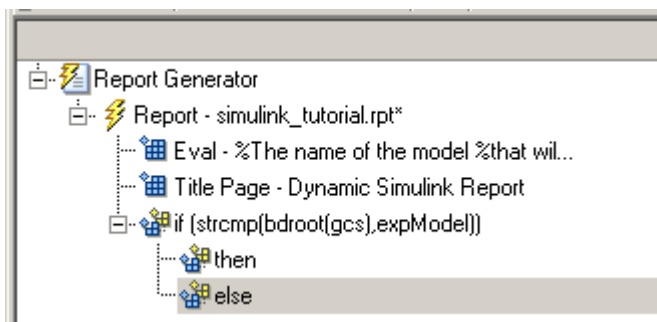 Report Generator
Report - simulink_tutorial.rpt*
Eval - %The name of the model %that wil...
Title Page - Dynamic Simulink Report
if (strcmp(bdroot(gcs),expModel))
then
else